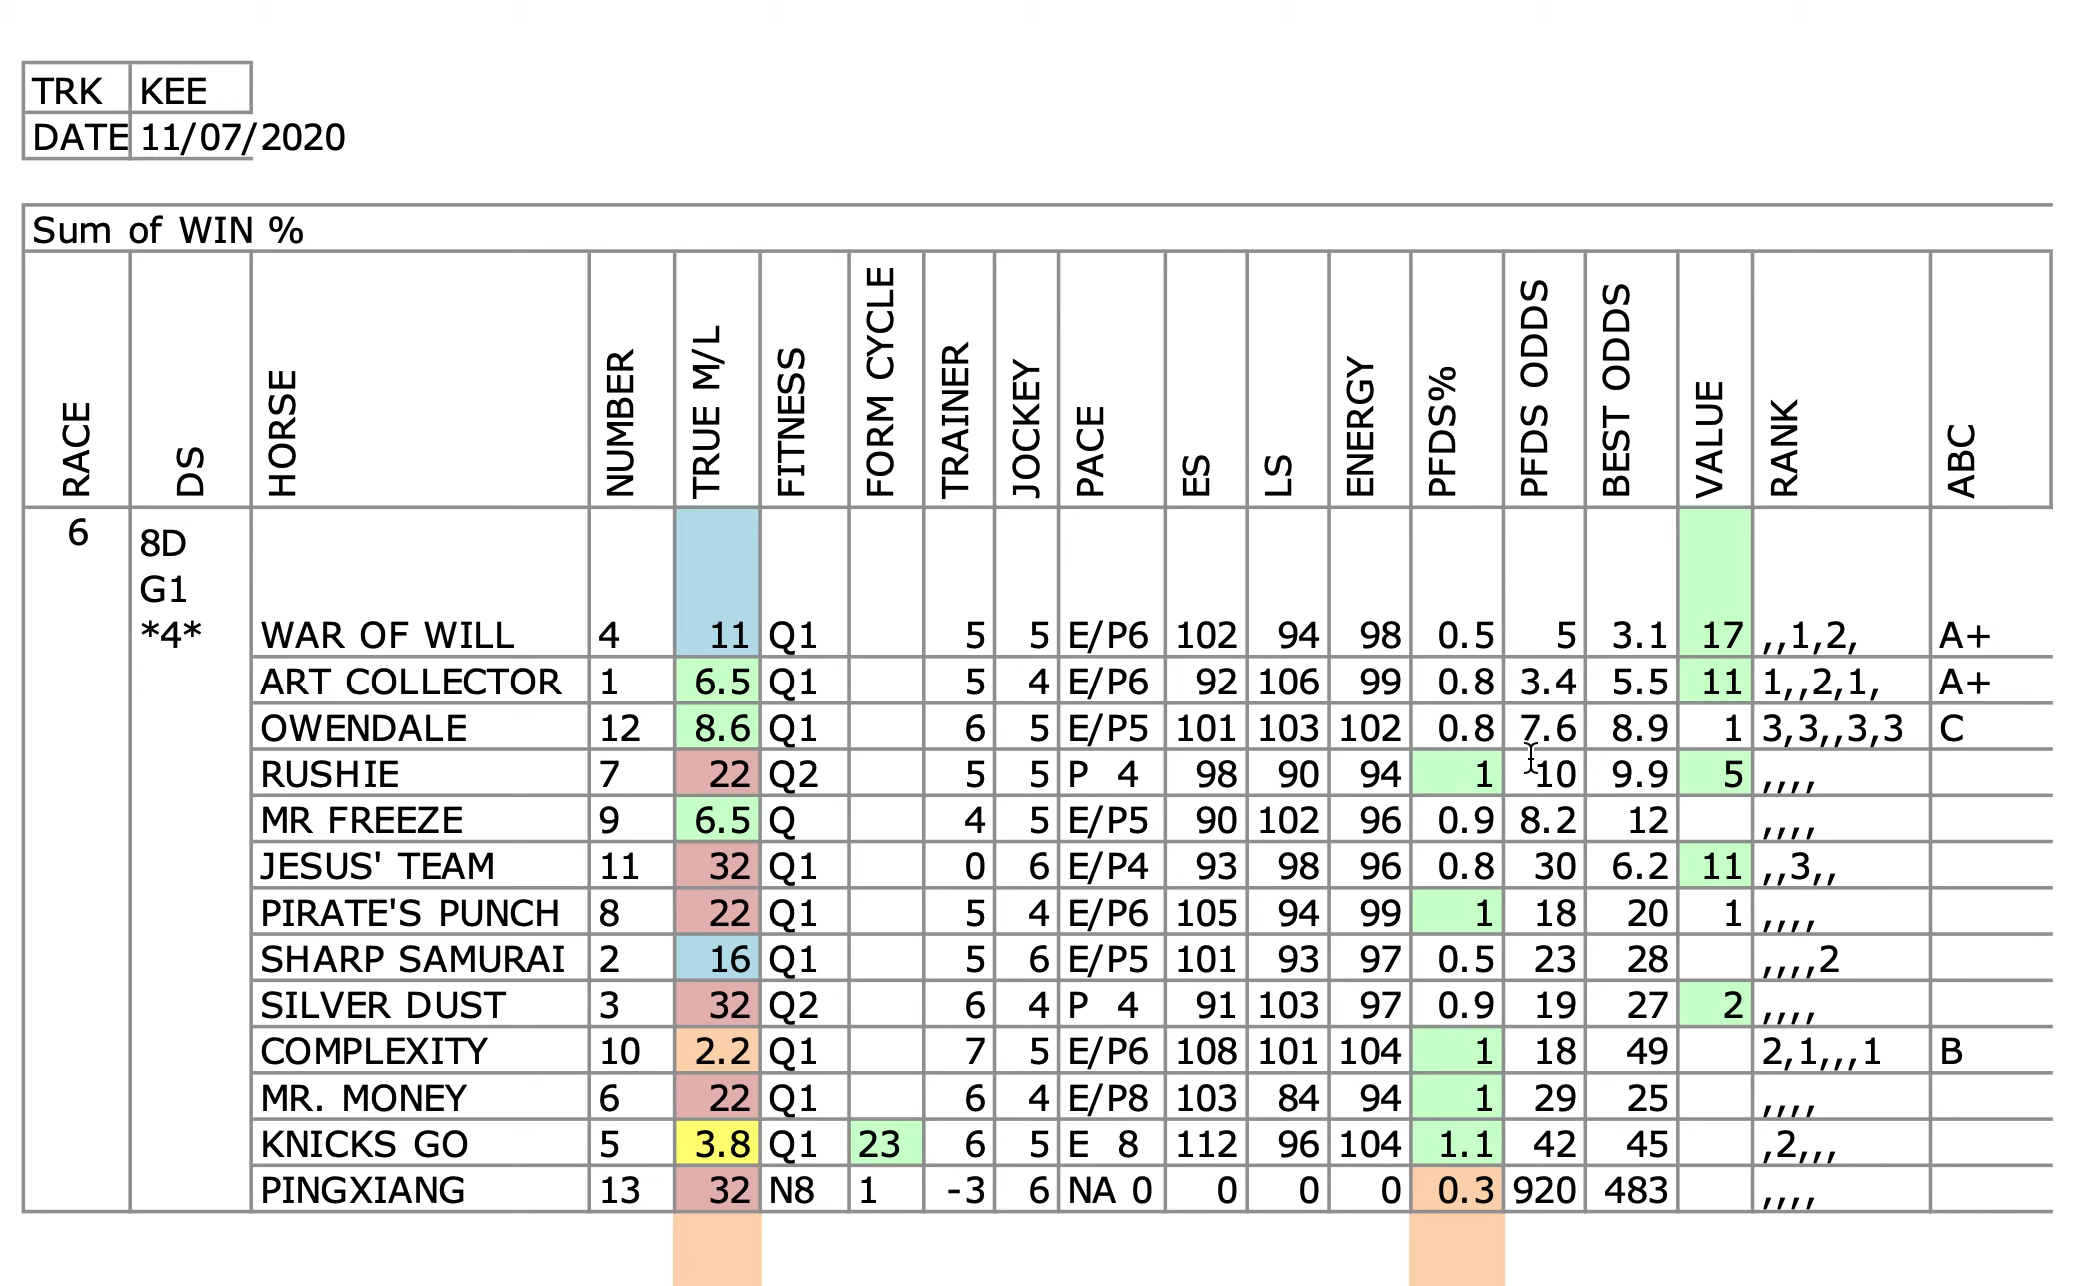 TRK KEE
DATE 11/07/2020
Sum of WIN %
RACE DS HORSE NUMBER TRUE M/L FITNESS FORM CYCLE TRAINER JOCKEY PACE ES LS ENERGY PFDS% PFDS ODDS BEST ODDS VALUE RANK ABC
6 8D
G1
*4* WAR OF WILL 4 11 Q1 5 5 E/P6 102 94 98 0.5 5 3.1 17 ,,1,2, A+
ART COLLECTOR 1 6.5 Q1 5 4 E/P6 92 106 99 0.8 3.4 5.5 11 1,,2,1, A+
OWENDALE 12 8.6 Q1 6 5 E/P5 101 103 102 0.8 7.6 8.9 1 3,3,,3,3 C
RUSHIE 7 22 Q2 5 5 P 4 98 90 94 1 10 9.9 5 ,,,,
MR FREEZE 9 6.5 Q 4 5 E/P5 90 102 96 0.9 8.2 12 ,,,,
JESUS' TEAM 11 32 Q1 0 6 E/P4 93 98 96 0.8 30 6.2 11 ,,3,,
PIRATE'S PUNCH 8 22 Q1 5 4 E/P6 105 94 99 1 18 20 1 ,,,,
SHARP SAMURAI 2 16 Q1 5 6 E/P5 101 93 97 0.5 23 28 ,,,,2
SILVER DUST 3 32 Q2 6 4 P 4 91 103 97 0.9 19 27 2 ,,,,
COMPLEXITY 10 2.2 Q1 7 5 E/P6 108 101 104 1 18 49 2,1,,,1 B
MR. MONEY 6 22 Q1 6 4 E/P8 103 84 94 1 29 25 ,,,,
KNICKS GO 5 3.8 Q1 23 6 5 E 8 112 96 104 1.1 42 45 ,2,,,
PINGXIANG 13 32 N8 1 -3 6 NA 0 0 0 0 0.3 920 483 ,,,,